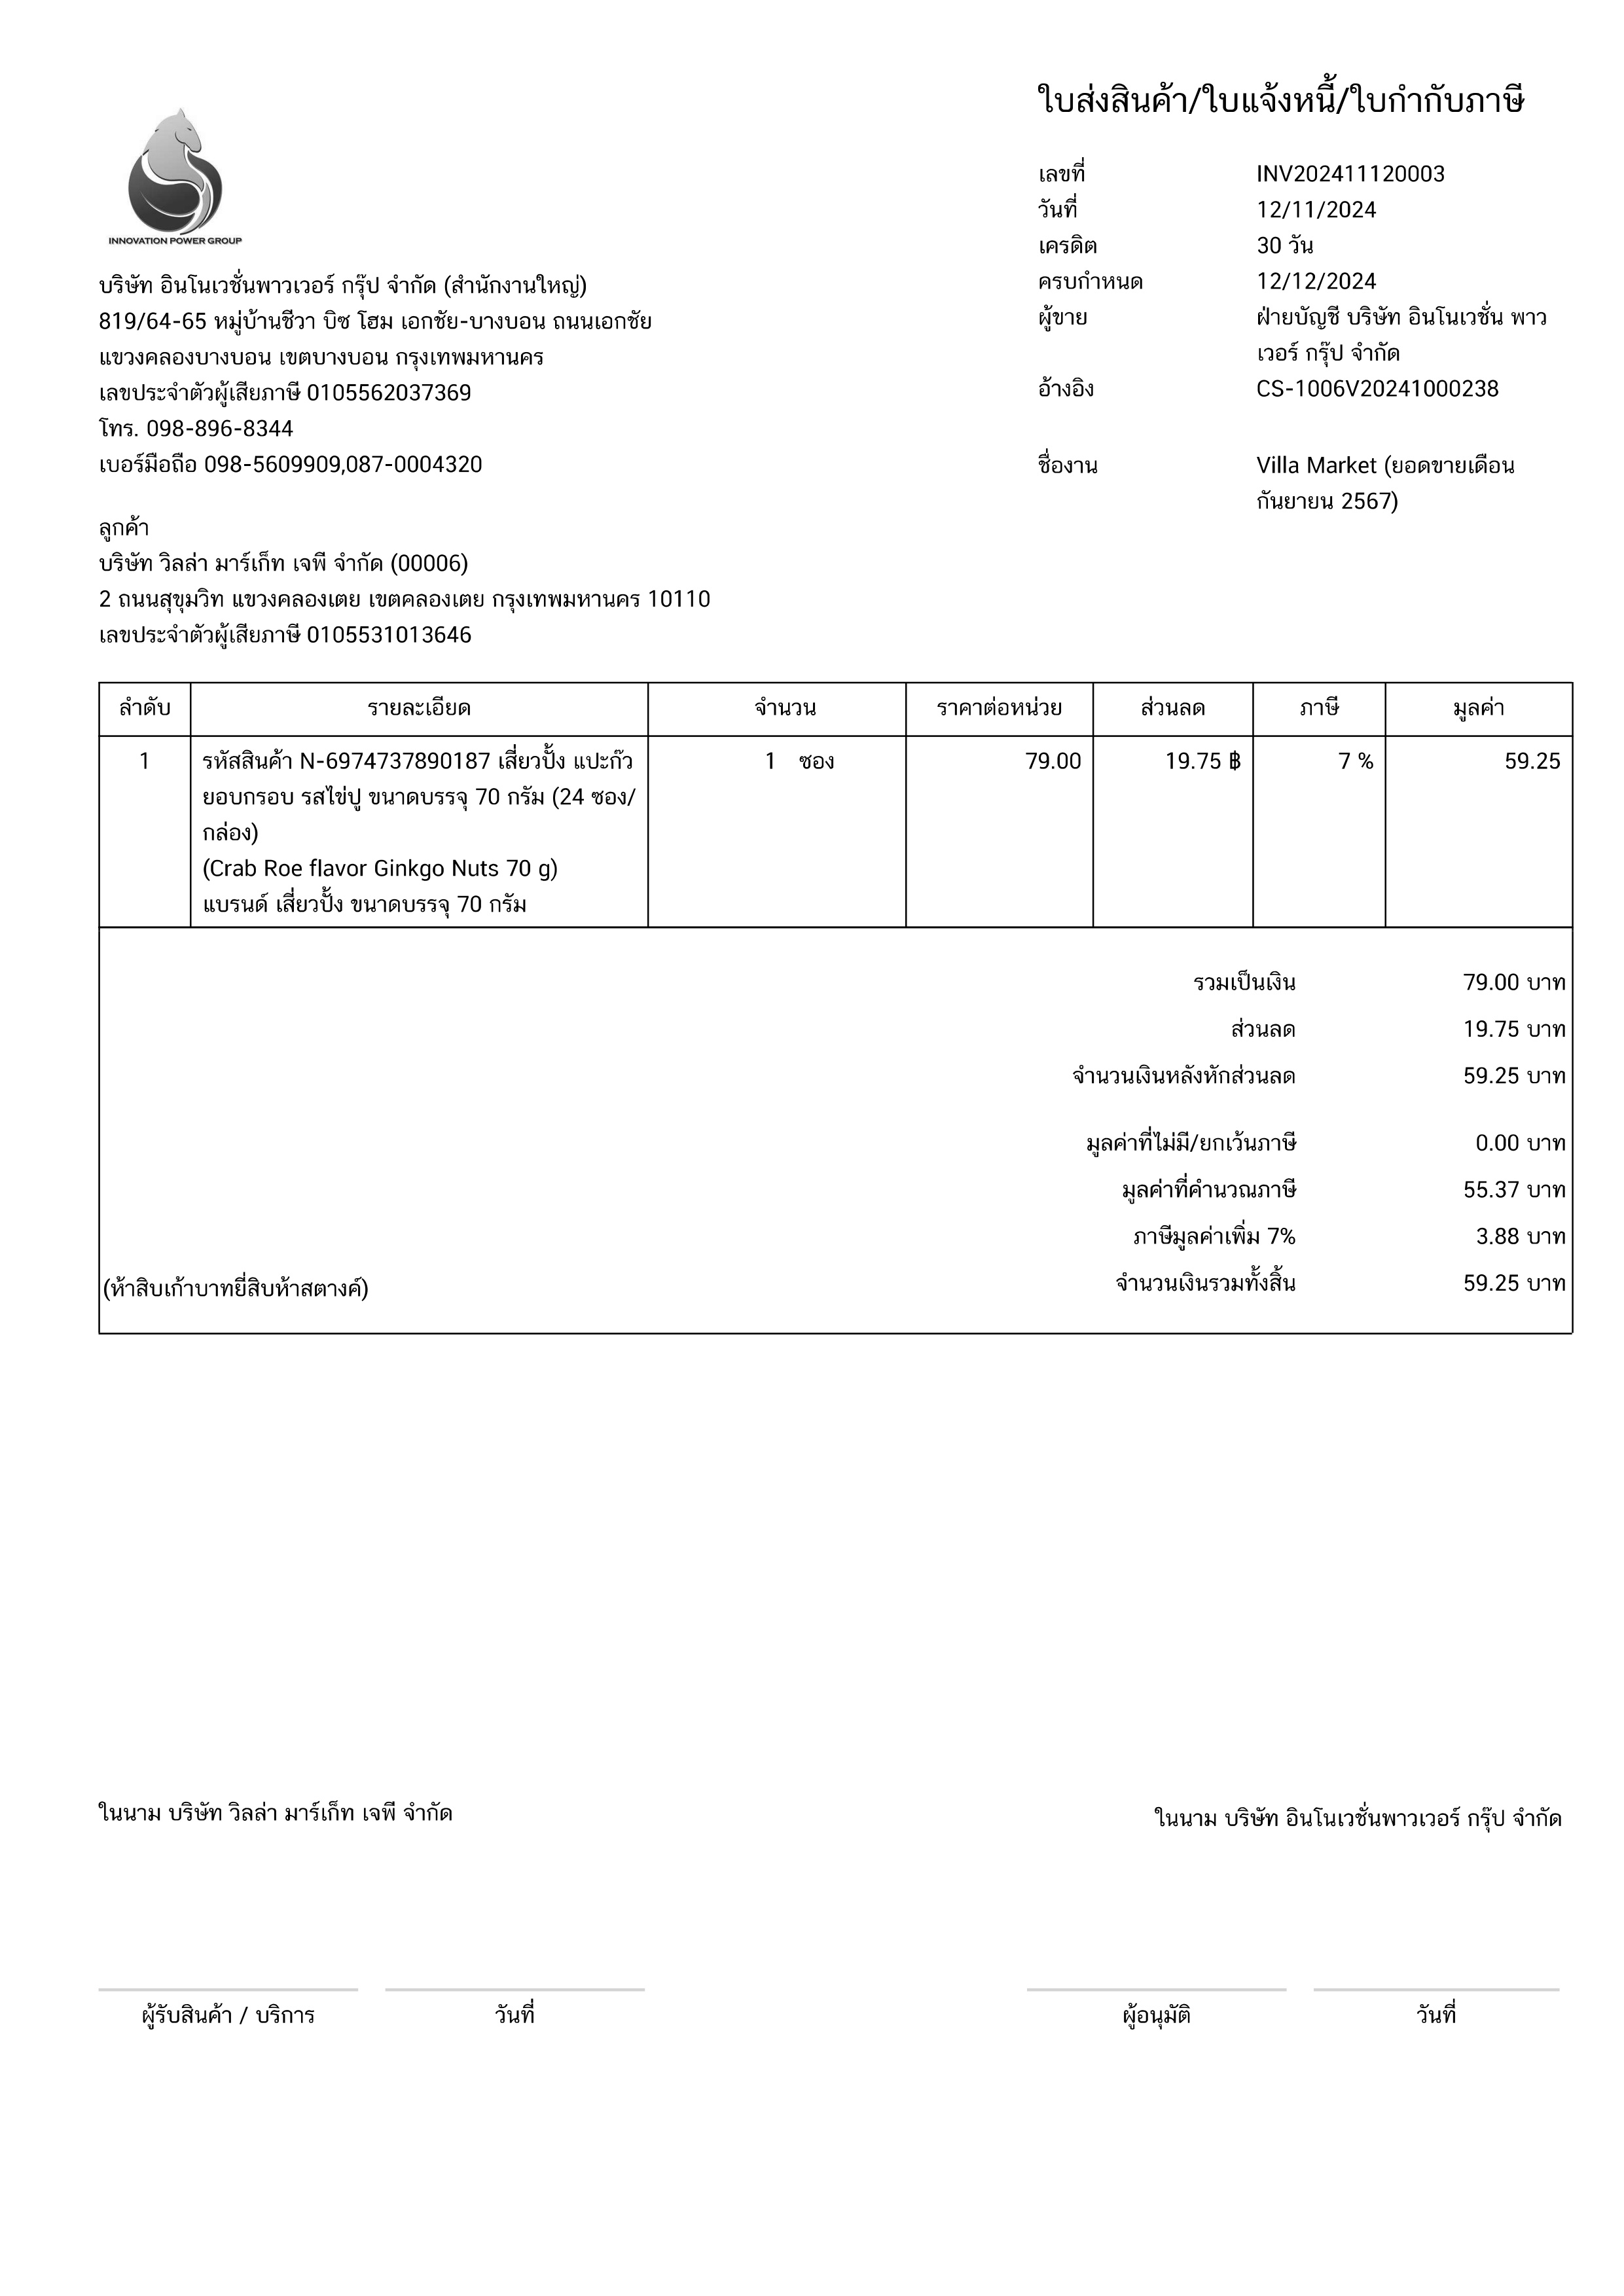 ใบส่งสินค้า/ใบแจ้งหนี้/ใบกำกับภาษี
INNOVATION POWER GROUP
เลขที่ INV202411120003
วันที่ 12/11/2024
เครดิต 30 วัน
ครบกำหนด 12/12/2024
ผู้ขาย ฝ่ายบัญชี บริษัท อินโนเวชั่น พาว
เวอร์ กรุ๊ป จำกัด
อ้างอิง CS-1006V20241000238
ชื่องาน Villa Market (ยอดขายเดือน
กันยายน 2567)
บริษัท อินโนเวชั่นพาวเวอร์ กรุ๊ป จำกัด (สำนักงานใหญ่)
819/64-65 หมู่บ้านชีวา บิซ โฮม เอกชัย-บางบอน ถนนเอกชัย
แขวงคลองบางบอน เขตบางบอน กรุงเทพมหานคร
เลขประจำตัวผู้เสียภาษี 0105562037369
โทร. 098-896-8344
เบอร์มือถือ 098-5609909,087-0004320
ลูกค้า
บริษัท วิลล่า มาร์เก็ท เจพี จำกัด (00006)
2 ถนนสุขุมวิท แขวงคลองเตย เขตคลองเตย กรุงเทพมหานคร 10110
เลขประจำตัวผู้เสียภาษี 0105531013646
ลำดับ รายละเอียด จำนวน ราคาต่อหน่วย ส่วนลด ภาษี มูลค่า
1 รหัสสินค้า N-6974737890187 เสี่ยวปั้ง แปะก๊ว 1 ซอง 79.00 19.75 ฿ 7 % 59.25
ยอบกรอบ รสไข่ปู ขนาดบรรจุ 70 กรัม (24 ซอง/
กล่อง)
(Crab Roe flavor Ginkgo Nuts 70 g)
แบรนด์ เสี่ยวปั้ง ขนาดบรรจุ 70 กรัม
รวมเป็นเงิน 79.00 บาท
ส่วนลด 19.75 บาท
จำนวนเงินหลังหักส่วนลด 59.25 บาท
มูลค่าที่ไม่มี/ยกเว้นภาษี 0.00 บาท
มูลค่าที่คำนวณภาษี 55.37 บาท
ภาษีมูลค่าเพิ่ม 7% 3.88 บาท
(ห้าสิบเก้าบาทยี่สิบห้าสตางค์) จำนวนเงินรวมทั้งสิ้น 59.25 บาท
ในนาม บริษัท วิลล่า มาร์เก็ท เจพี จำกัด ในนาม บริษัท อินโนเวชั่นพาวเวอร์ กรุ๊ป จำกัด
ผู้รับสินค้า / บริการ วันที่ ผู้อนุมัติ วันที่